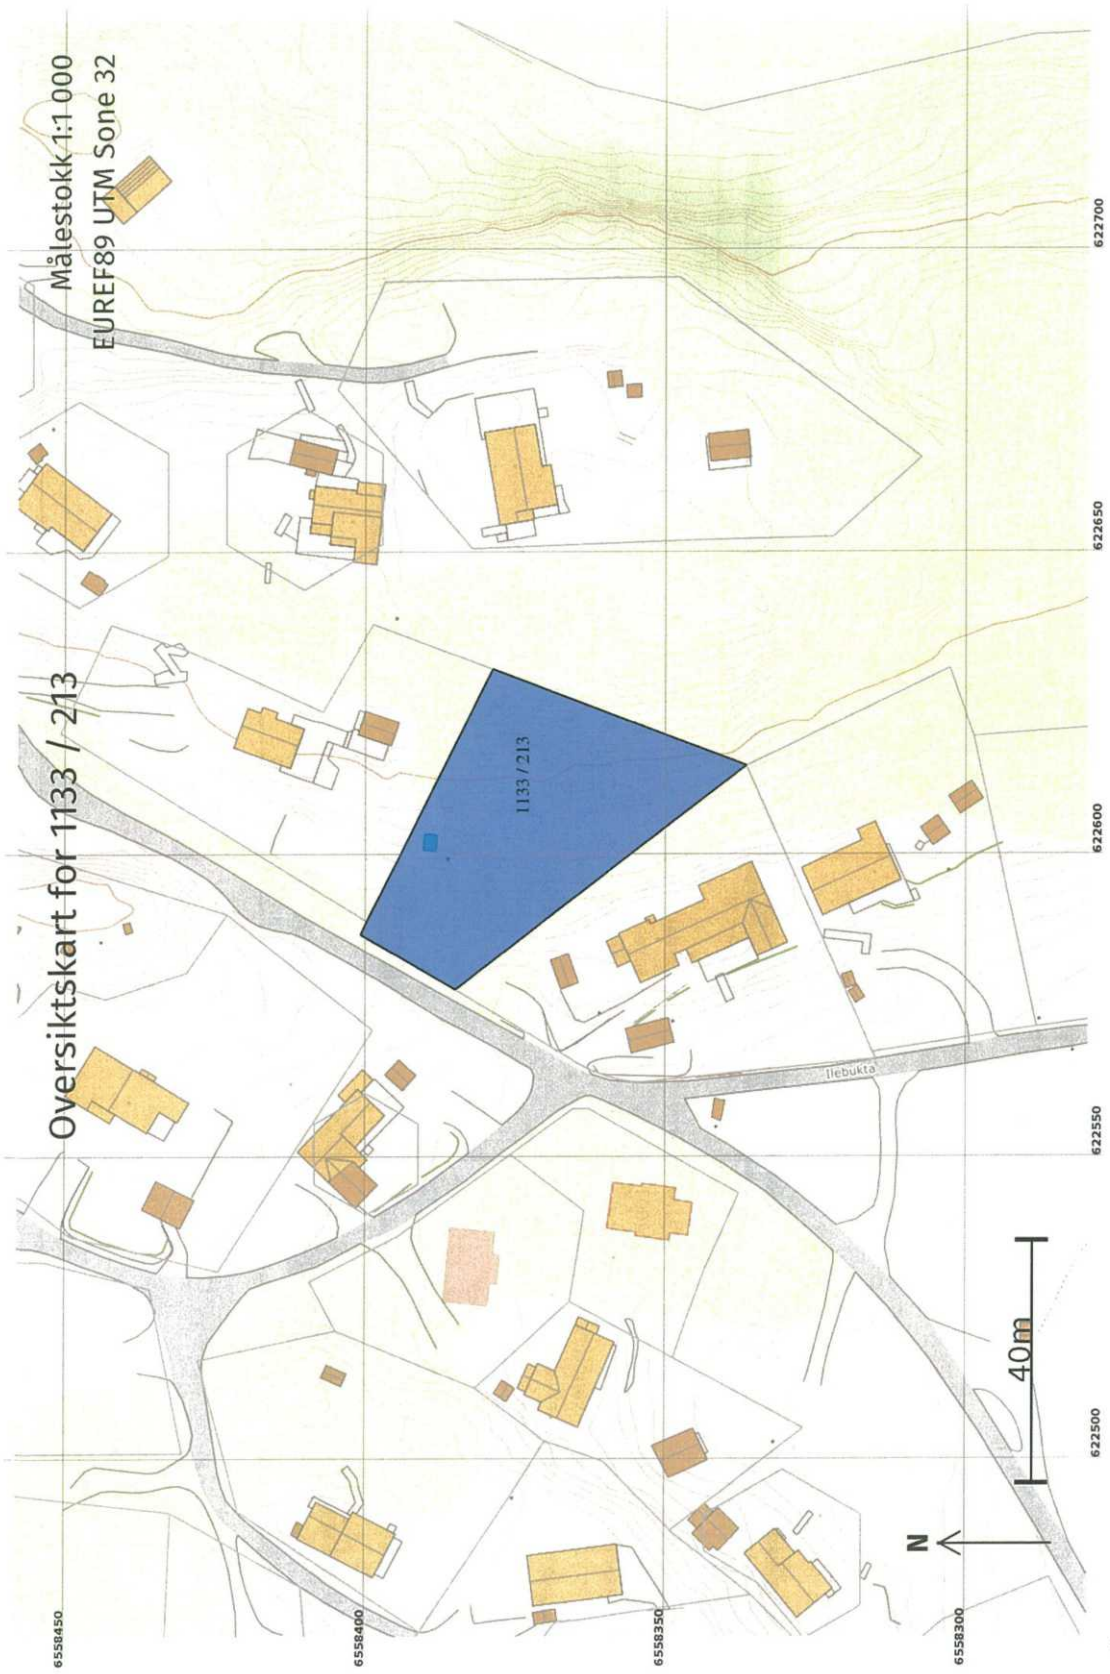 Oversiktskart for 1133 / 213
Målestokk 1:1 000
EUREF89 UTM Sone 32
1133 / 213
Ilebukta
40m
N
6558450
6558400
6558350
6558300
622500
622550
622600
622650
622700